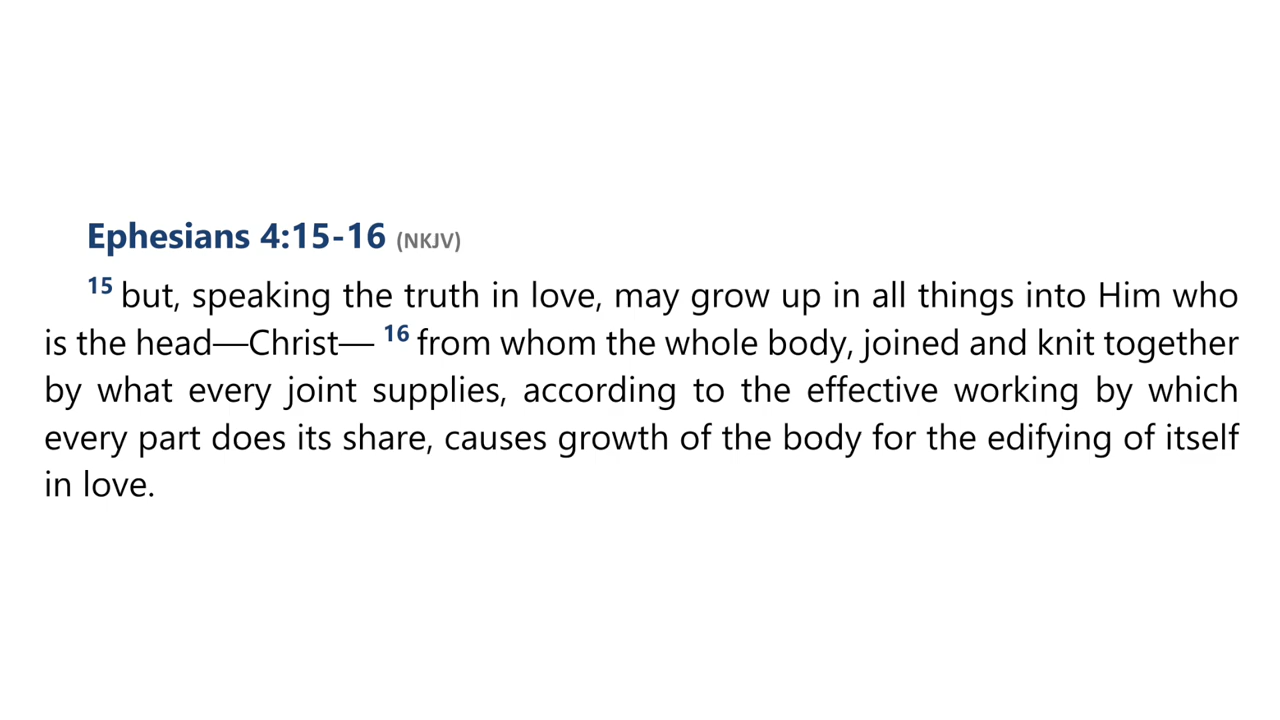 Ephesians 4:15-16 (NKJV)
15 but, speaking the truth in love, may grow up in all things into Him who
is the head—Christ— 16 from whom the whole body, joined and knit together
by what every joint supplies, according to the effective working by which
every part does its share, causes growth of the body for the edifying of itself
in love.